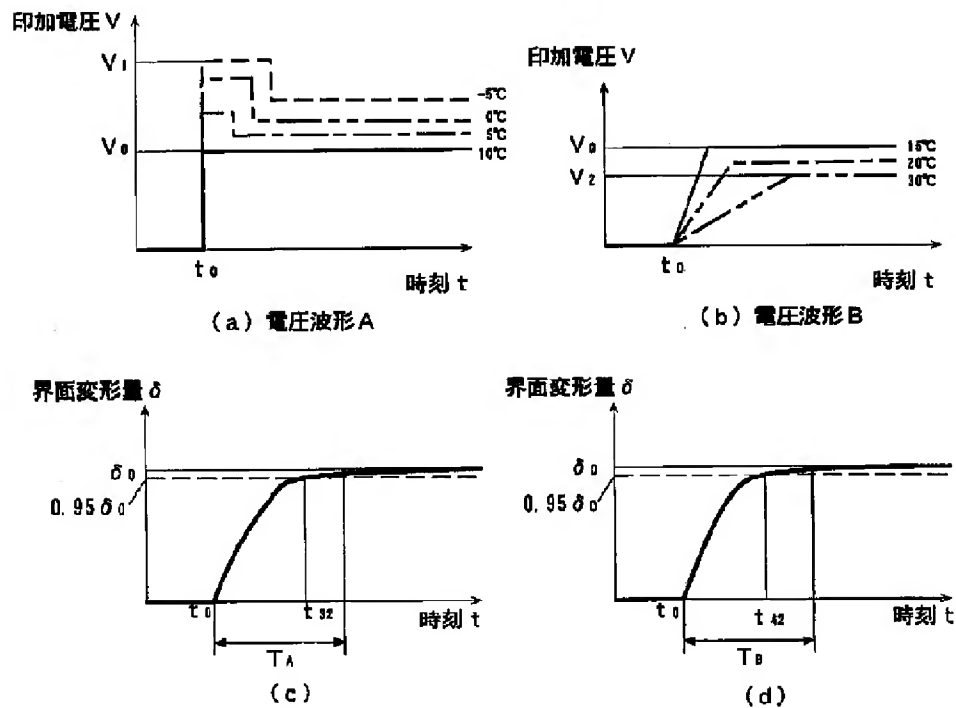 印加電圧 V
V1
V0
-5℃
0℃
5℃
10℃
t0
時刻 t
(a) 電圧波形A
印加電圧 V
V0
V2
15℃
20℃
30℃
t0
時刻 t
(b) 電圧波形B
界面変形量 δ
δ0
0.95δ0
t0
t32
時刻 t
TA
(c)
界面変形量 δ
δ0
0.95δ0
t0
t42
時刻 t
TB
(d)